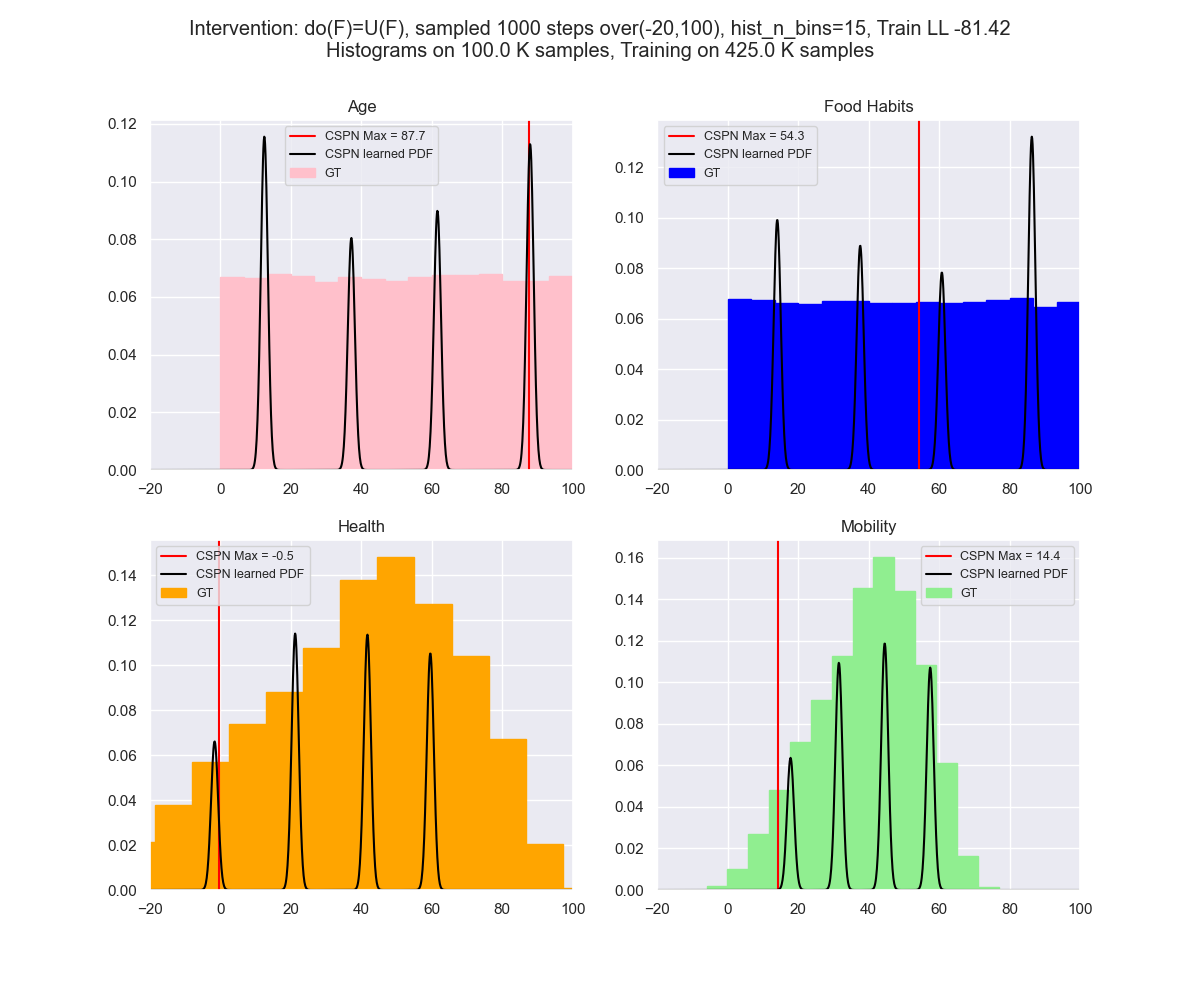 Intervention: do(F)=U(F), sampled 1000 steps over(-20,100), hist_n_bins=15, Train LL -81.42
Histograms on 100.0 K samples, Training on 425.0 K samples
Age
CSPN Max = 87.7
CSPN learned PDF
GT
0.12
0.10
0.08
0.06
0.04
0.02
0.00
−20 0 20 40 60 80 100
Food Habits
CSPN Max = 54.3
CSPN learned PDF
GT
0.12
0.10
0.08
0.06
0.04
0.02
0.00
−20 0 20 40 60 80 100
Health
CSPN Max = -0.5
CSPN learned PDF
GT
0.14
0.12
0.10
0.08
0.06
0.04
0.02
0.00
−20 0 20 40 60 80 100
Mobility
CSPN Max = 14.4
CSPN learned PDF
GT
0.16
0.14
0.12
0.10
0.08
0.06
0.04
0.02
0.00
−20 0 20 40 60 80 100